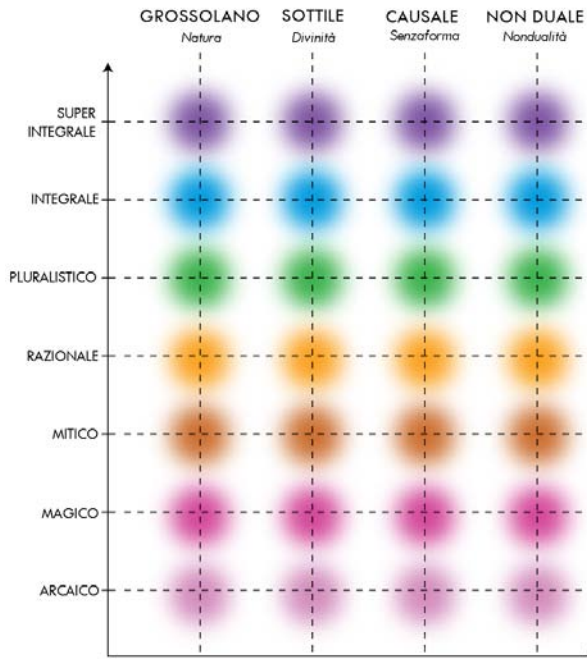 GROSSOLANO SOTTILE CAUSALE NON DUALE
Natura Divinità Senzaforma Nondualità
SUPER
INTEGRALE
INTEGRALE
PLURALISTICO
RAZIONALE
MITICO
MAGICO
ARCAICO